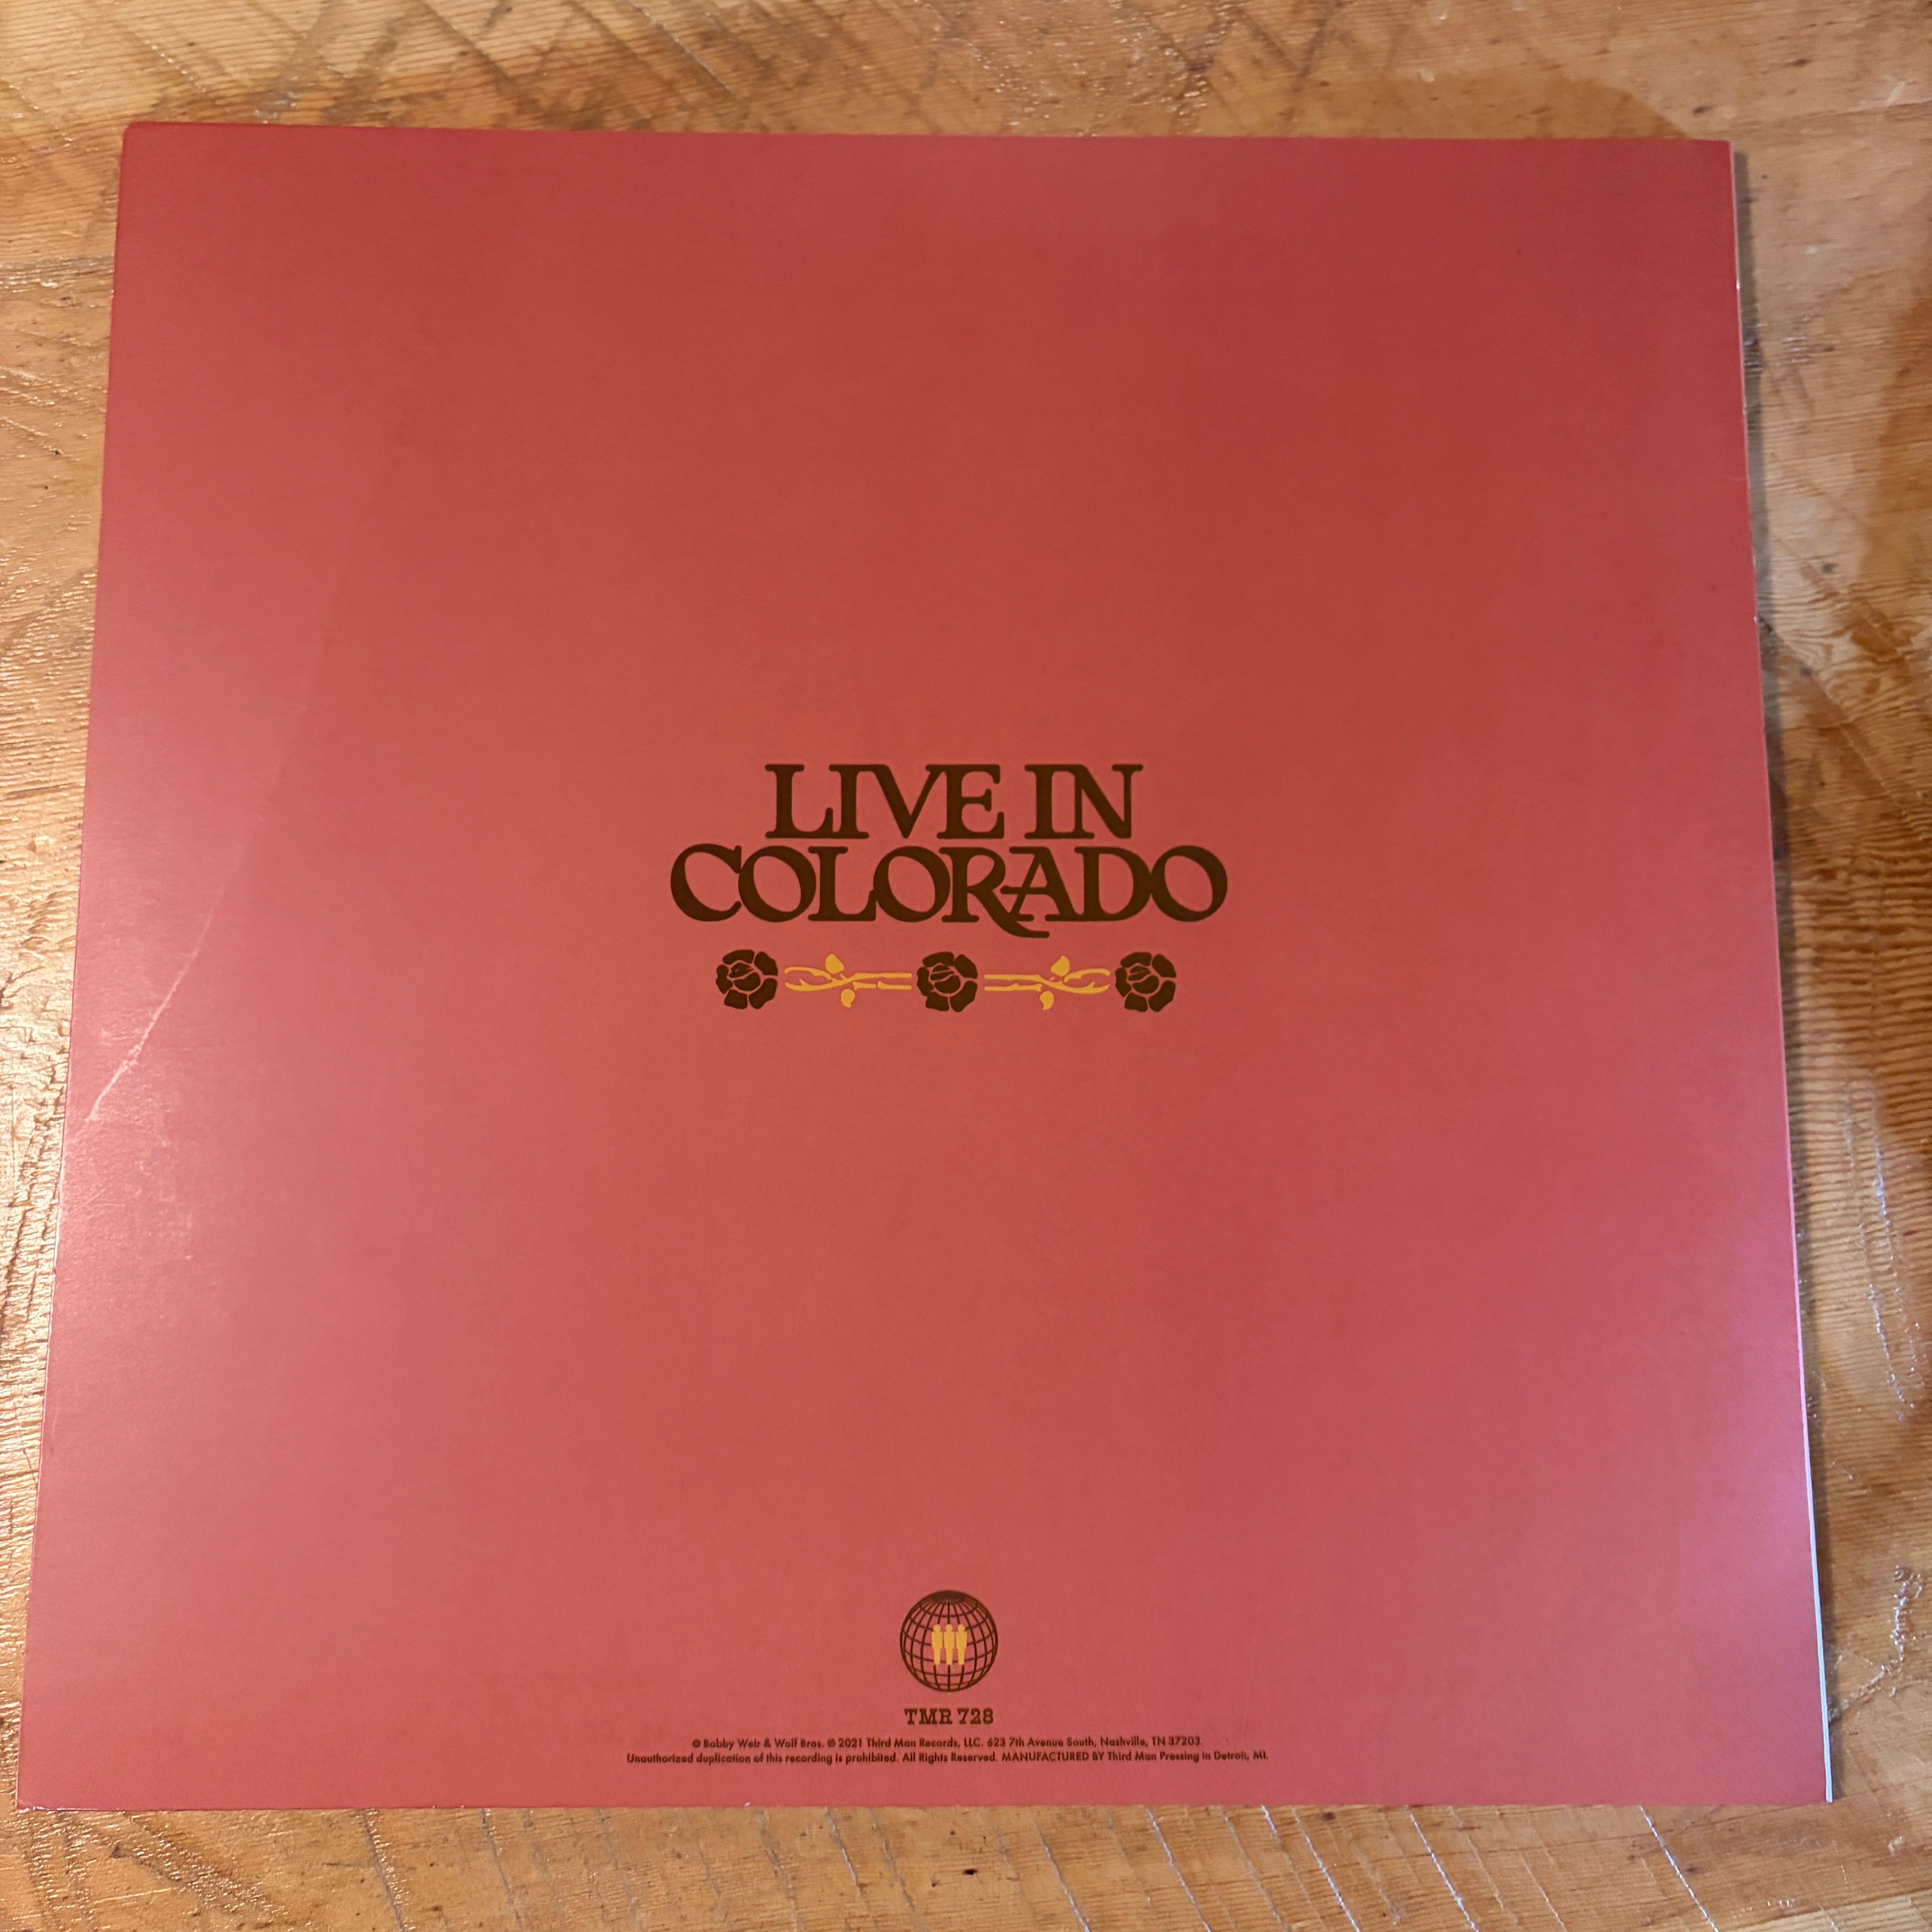 LIVE IN
COLORADO
TMR 728
© Bobby Weir & Wolf Bros. ℗ 2021 Third Man Records, LLC. 623 7th Avenue South, Nashville, TN 37203.
Unauthorized duplication of this recording is prohibited. All Rights Reserved. MANUFACTURED BY Third Man Pressing in Detroit, MI.